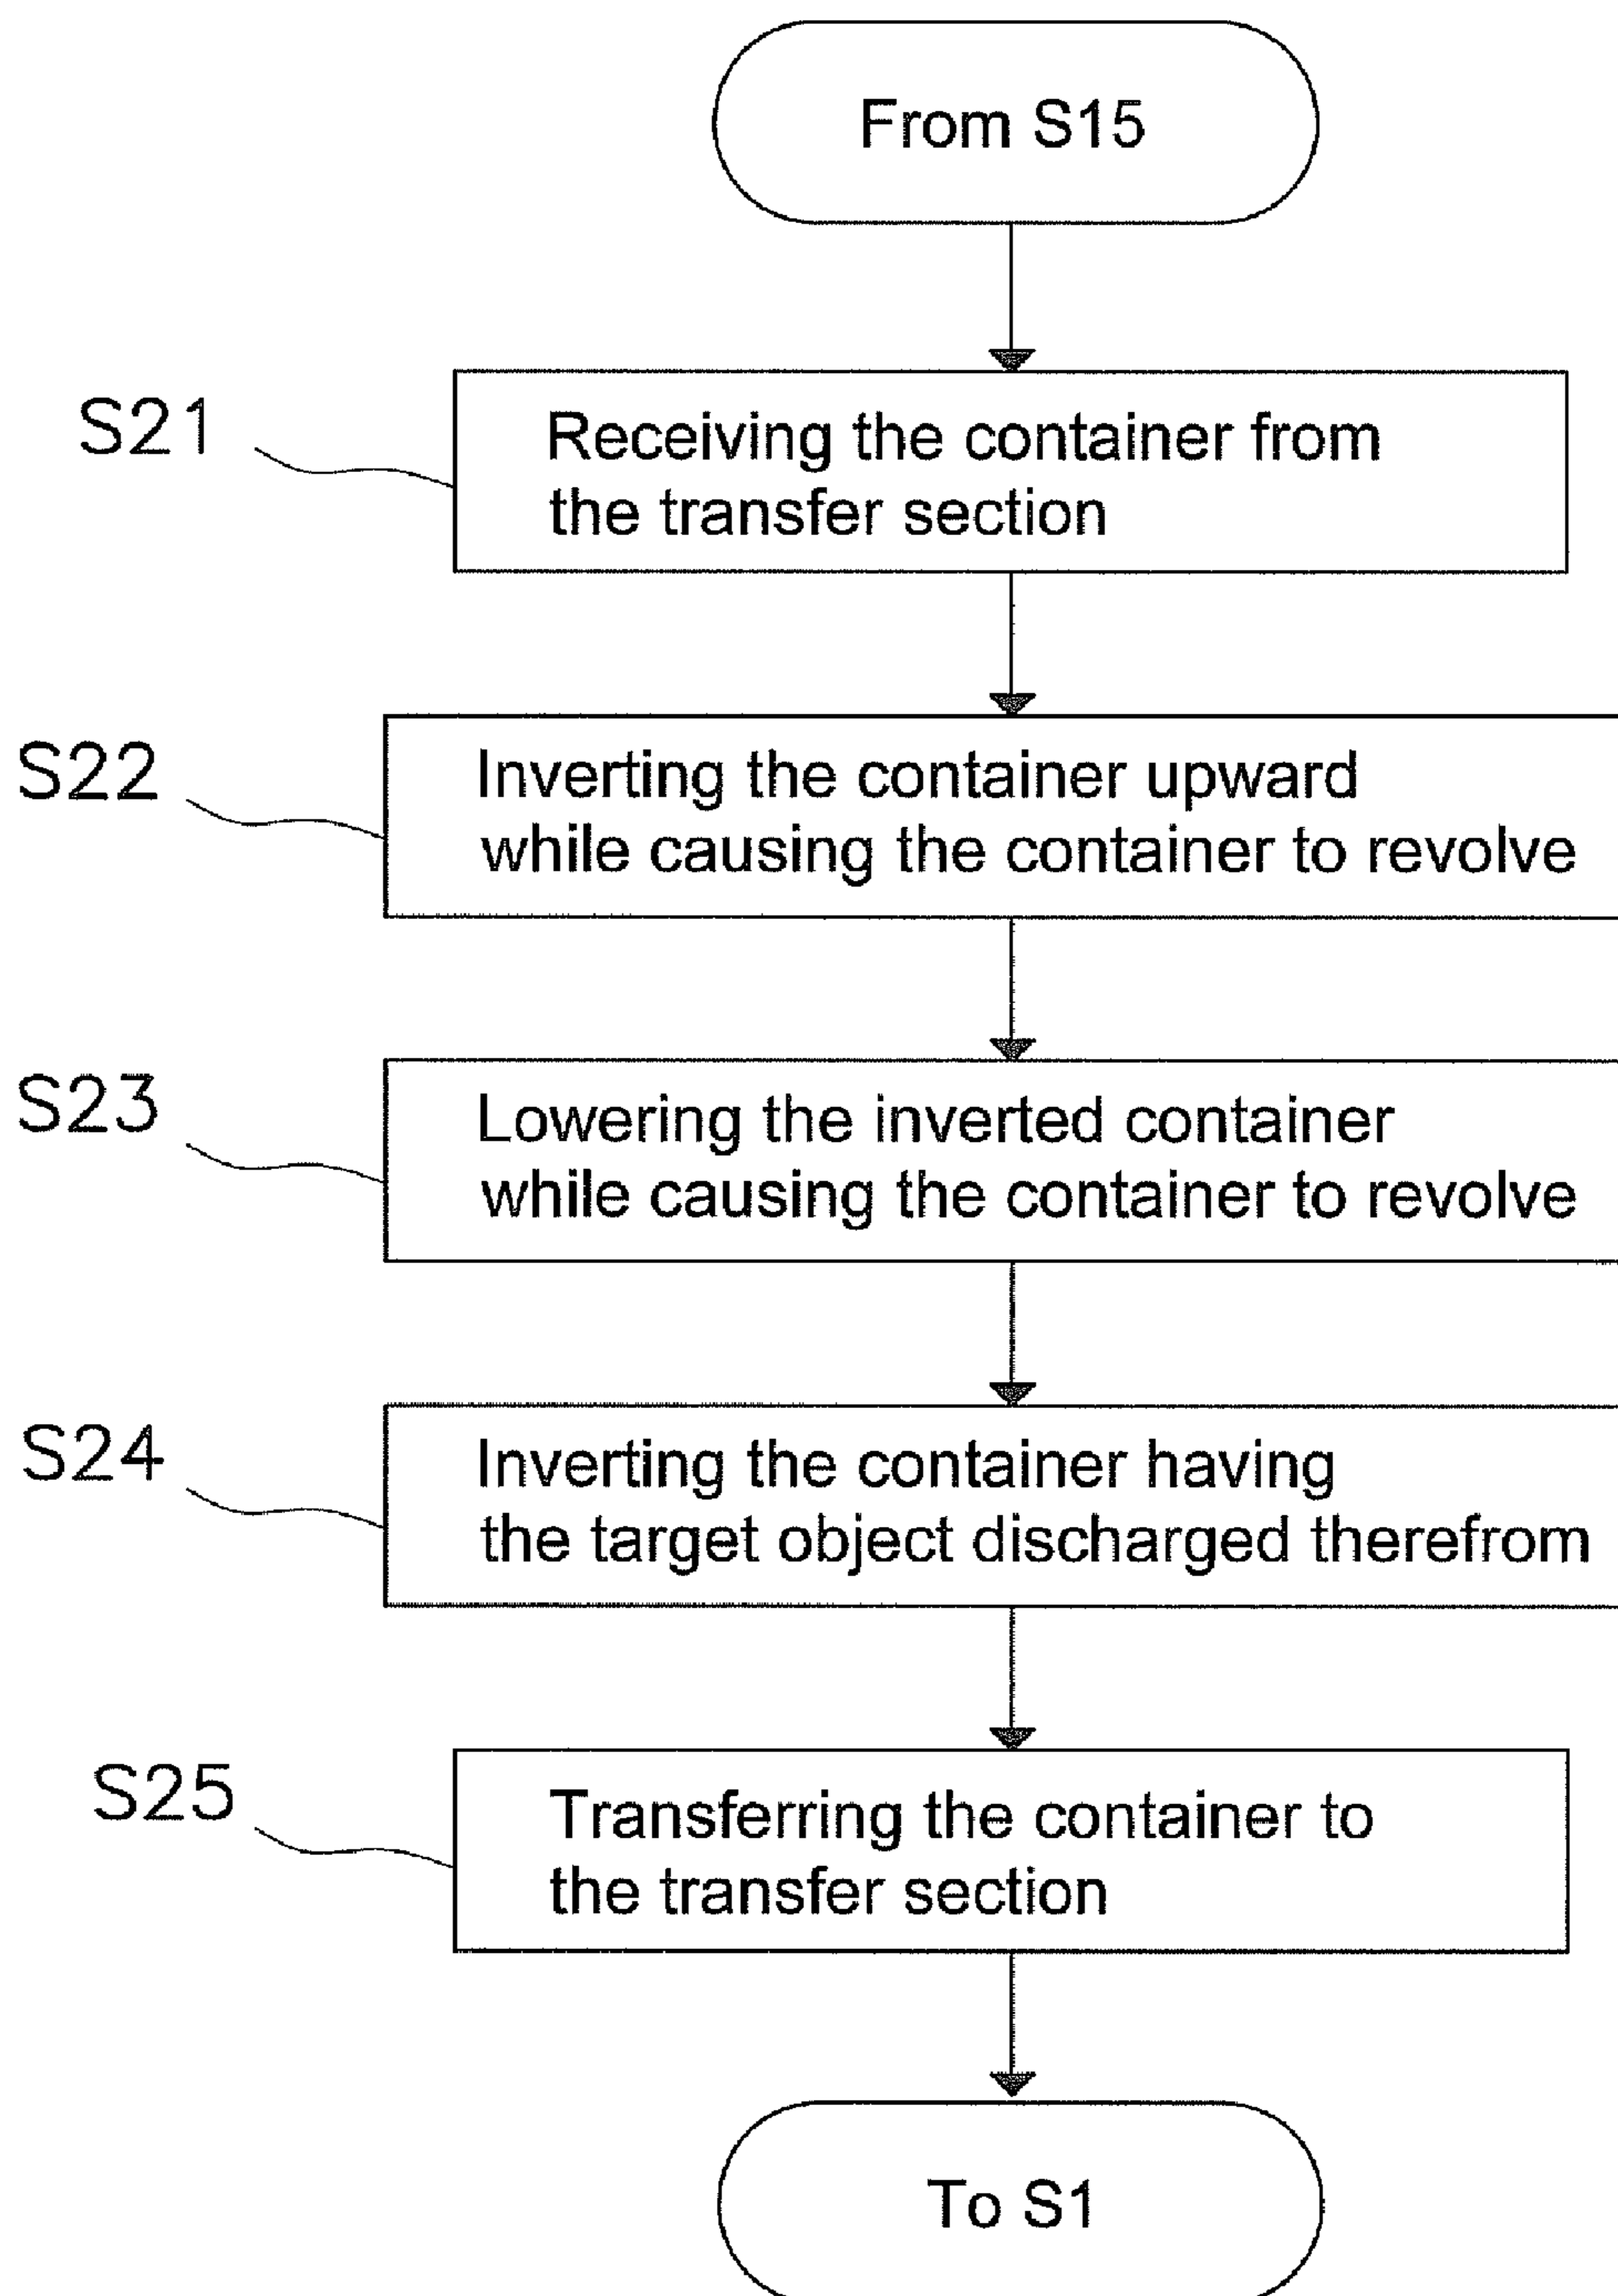 From S15
S21
Receiving the container from
the transfer section
S22
Inverting the container upward
while causing the container to revolve
S23
Lowering the inverted container
while causing the container to revolve
S24
Inverting the container having
the target object discharged therefrom
S25
Transferring the container to
the transfer section
To S1